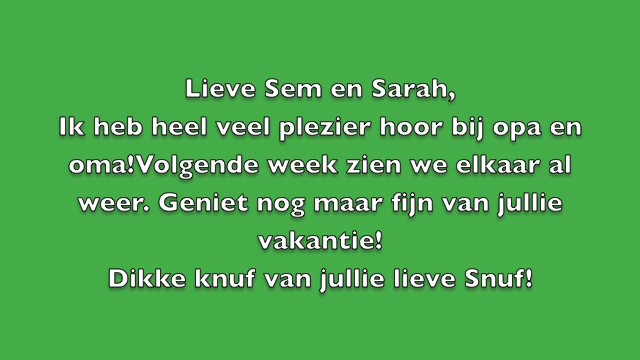 Lieve Sem en Sarah,
Ik heb heel veel plezier hoor bij opa en
oma!Volgende week zien we elkaar al
weer. Geniet nog maar fijn van jullie
vakantie!
Dikke knuf van jullie lieve Snuf!